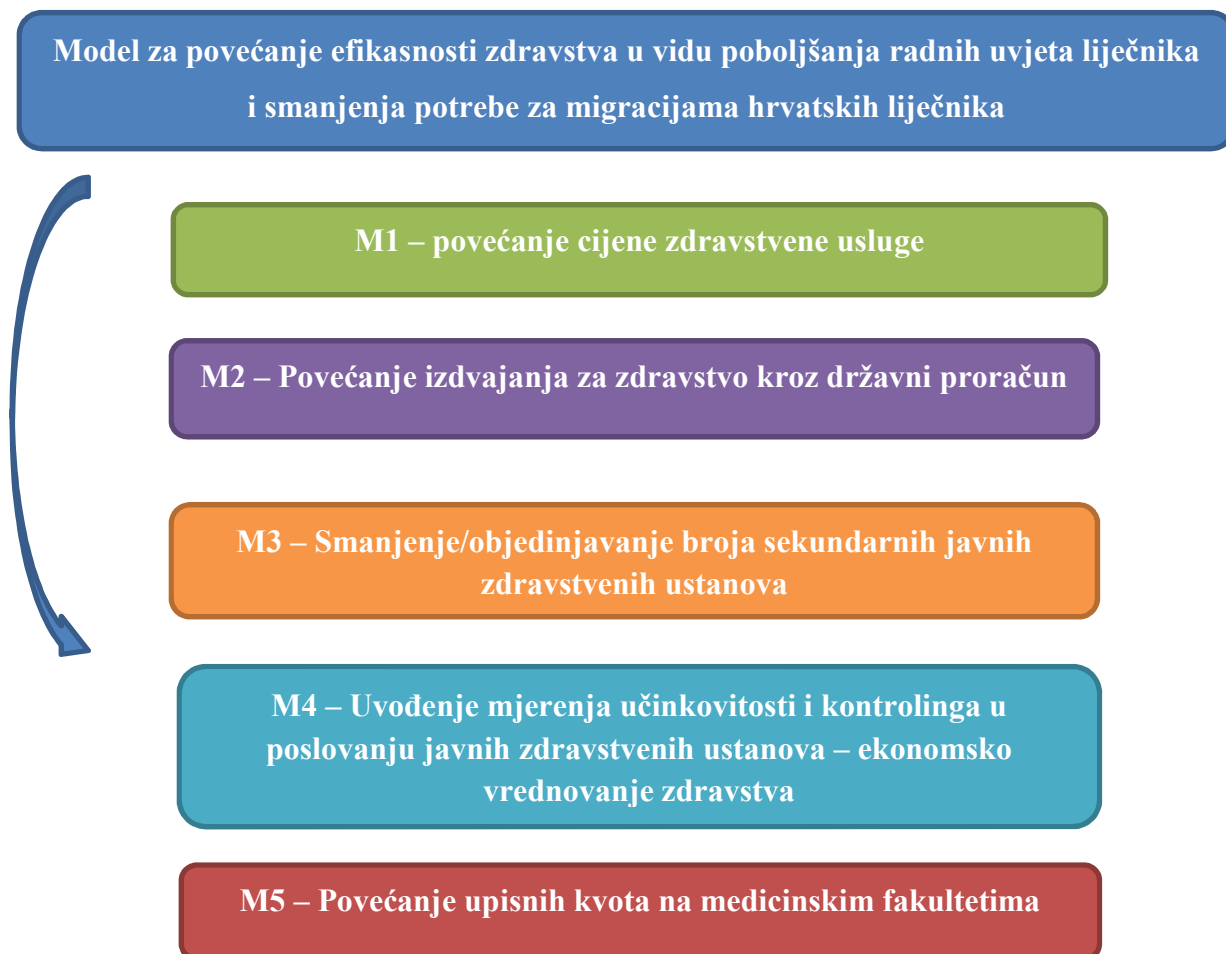 Model za povećanje efikasnosti zdravstva u vidu poboljšanja radnih uvjeta liječnika
i smanjenja potrebe za migracijama hrvatskih liječnika
M1 – povećanje cijene zdravstvene usluge
M2 – Povećanje izdvajanja za zdravstvo kroz državni proračun
M3 – Smanjenje/objedinjavanje broja sekundarnih javnih
zdravstvenih ustanova
M4 – Uvođenje mjerenja učinkovitosti i kontrolinga u
poslovanju javnih zdravstvenih ustanova – ekonomsko
vrednovanje zdravstva
M5 – Povećanje upisnih kvota na medicinskim fakultetima